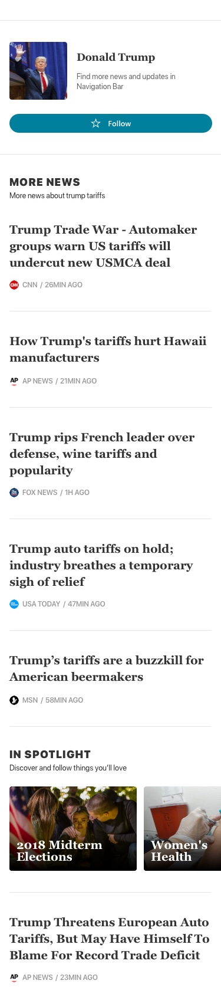 Donald Trump
Find more news and updates in
Navigation Bar
Follow
MORE NEWS
More news about trump tariffs
Trump Trade War - Automaker
groups warn US tariffs will
undercut new USMCA deal
CNN / 26MIN AGO
How Trump's tariffs hurt Hawaii
manufacturers
AP AP NEWS / 21MIN AGO
Trump rips French leader over
defense, wine tariffs and
popularity
FOX NEWS / 1H AGO
Trump auto tariffs on hold;
industry breathes a temporary
sigh of relief
USA TODAY / 47MIN AGO
Trump’s tariffs are a buzzkill for
American beermakers
MSN / 58MIN AGO
IN SPOTLIGHT
Discover and follow things you’ll love
2018 Midterm
Elections
Women's
Health
Trump Threatens European Auto
Tariffs, But May Have Himself To
Blame For Record Trade Deficit
AP AP NEWS / 23MIN AGO